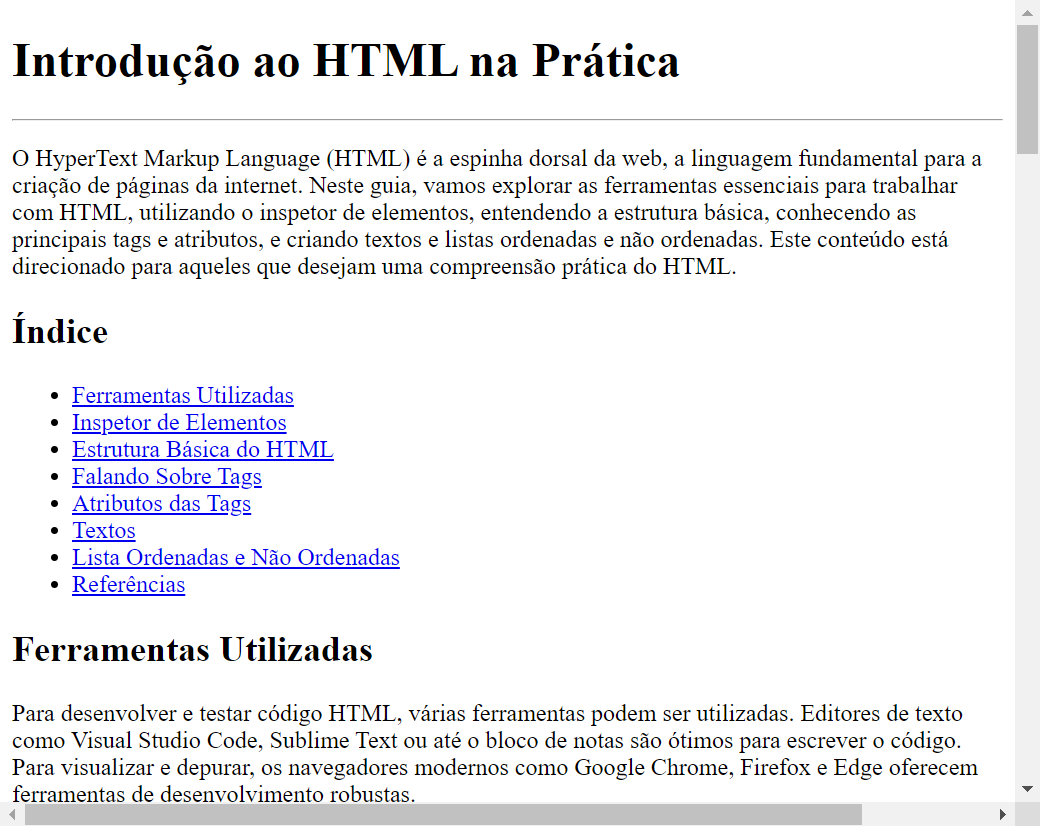 Introdução ao HTML na Prática
O HyperText Markup Language (HTML) é a espinha dorsal da web, a linguagem fundamental para a
criação de páginas da internet. Neste guia, vamos explorar as ferramentas essenciais para trabalhar
com HTML, utilizando o inspetor de elementos, entendendo a estrutura básica, conhecendo as
principais tags e atributos, e criando textos e listas ordenadas e não ordenadas. Este conteúdo está
direcionado para aqueles que desejam uma compreensão prática do HTML.
Índice
Ferramentas Utilizadas
Inspetor de Elementos
Estrutura Básica do HTML
Falando Sobre Tags
Atributos das Tags
Textos
Lista Ordenadas e Não Ordenadas
Referências
Ferramentas Utilizadas
Para desenvolver e testar código HTML, várias ferramentas podem ser utilizadas. Editores de texto
como Visual Studio Code, Sublime Text ou até o bloco de notas são ótimos para escrever o código.
Para visualizar e depurar, os navegadores modernos como Google Chrome, Firefox e Edge oferecem
ferramentas de desenvolvimento robustas.